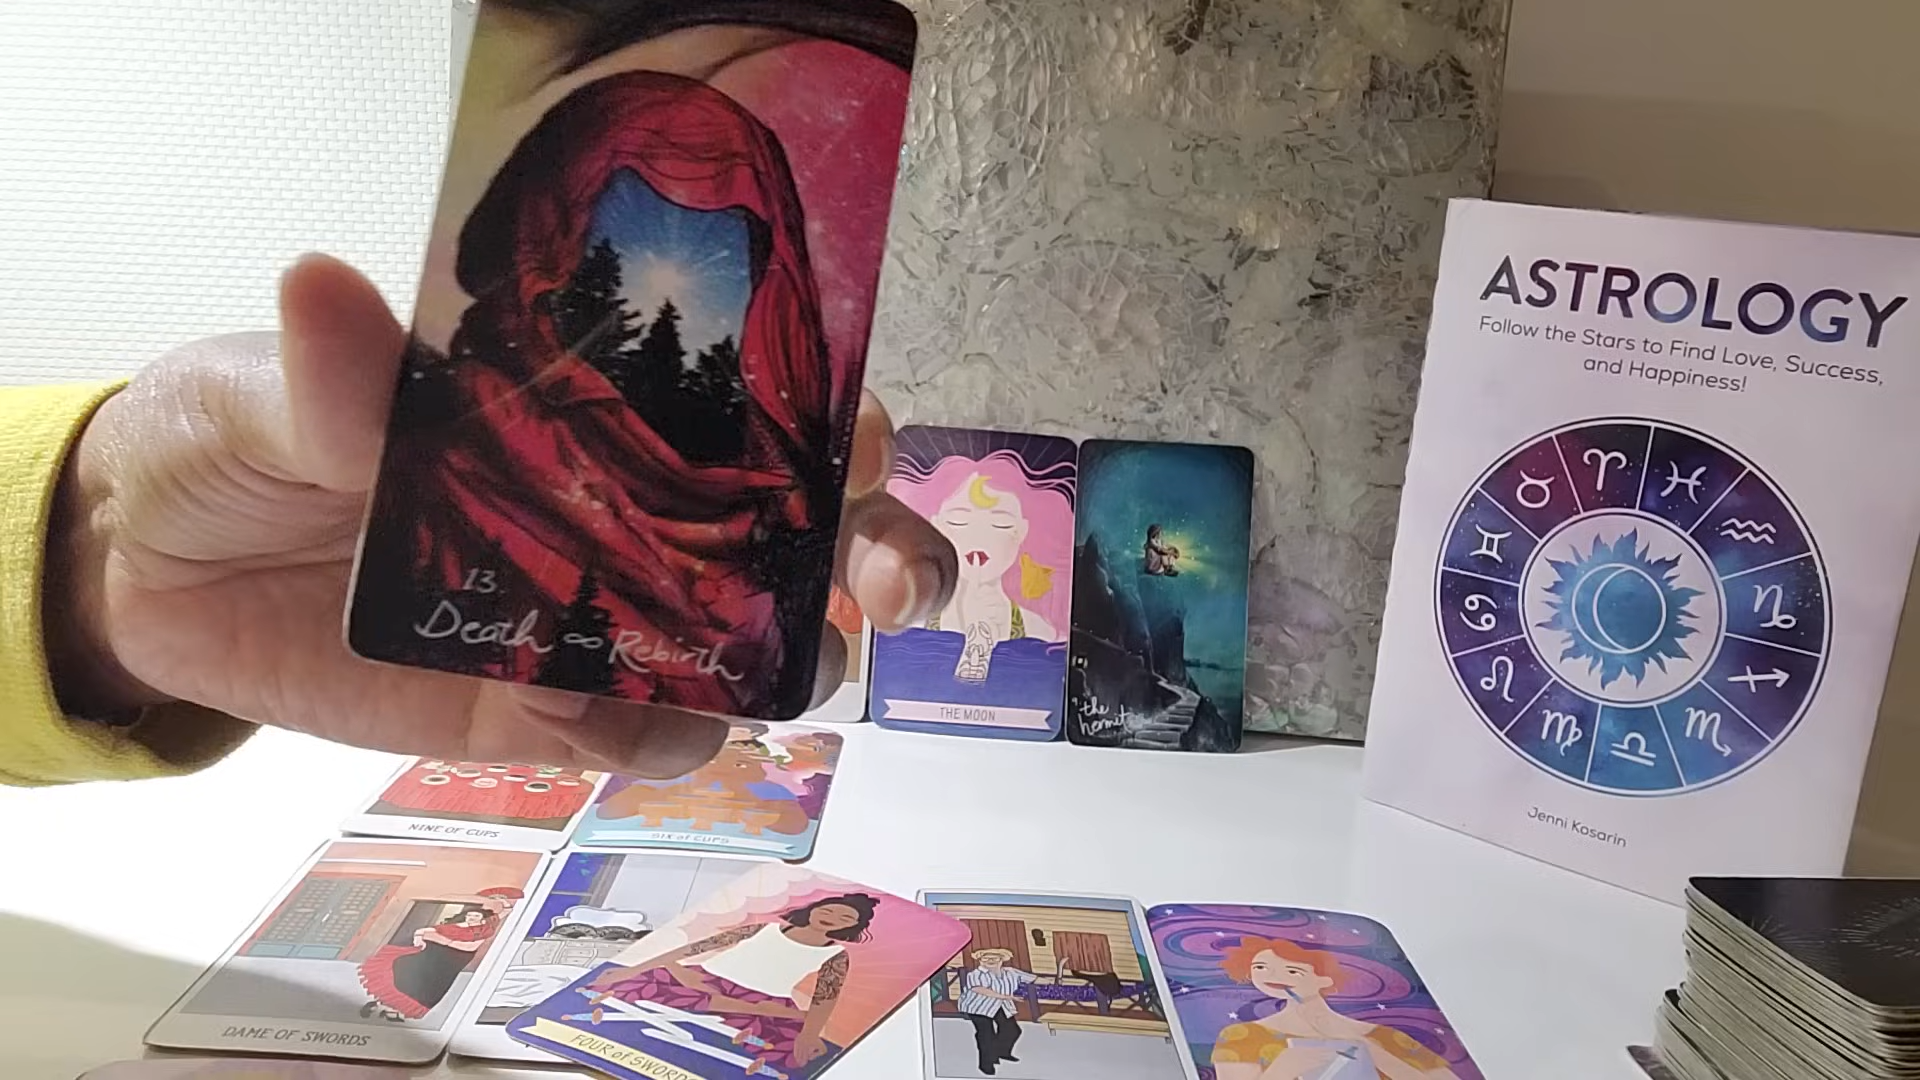 13.
Death ∞ Rebirth
THE MOON
the
hermit
ASTROLOGY
Follow the Stars to Find Love, Success,
and Happiness!
Jenni Kosarin
NINE OF CUPS
SIX of CUPS
DAME OF SWORDS
FOUR of SWORDS